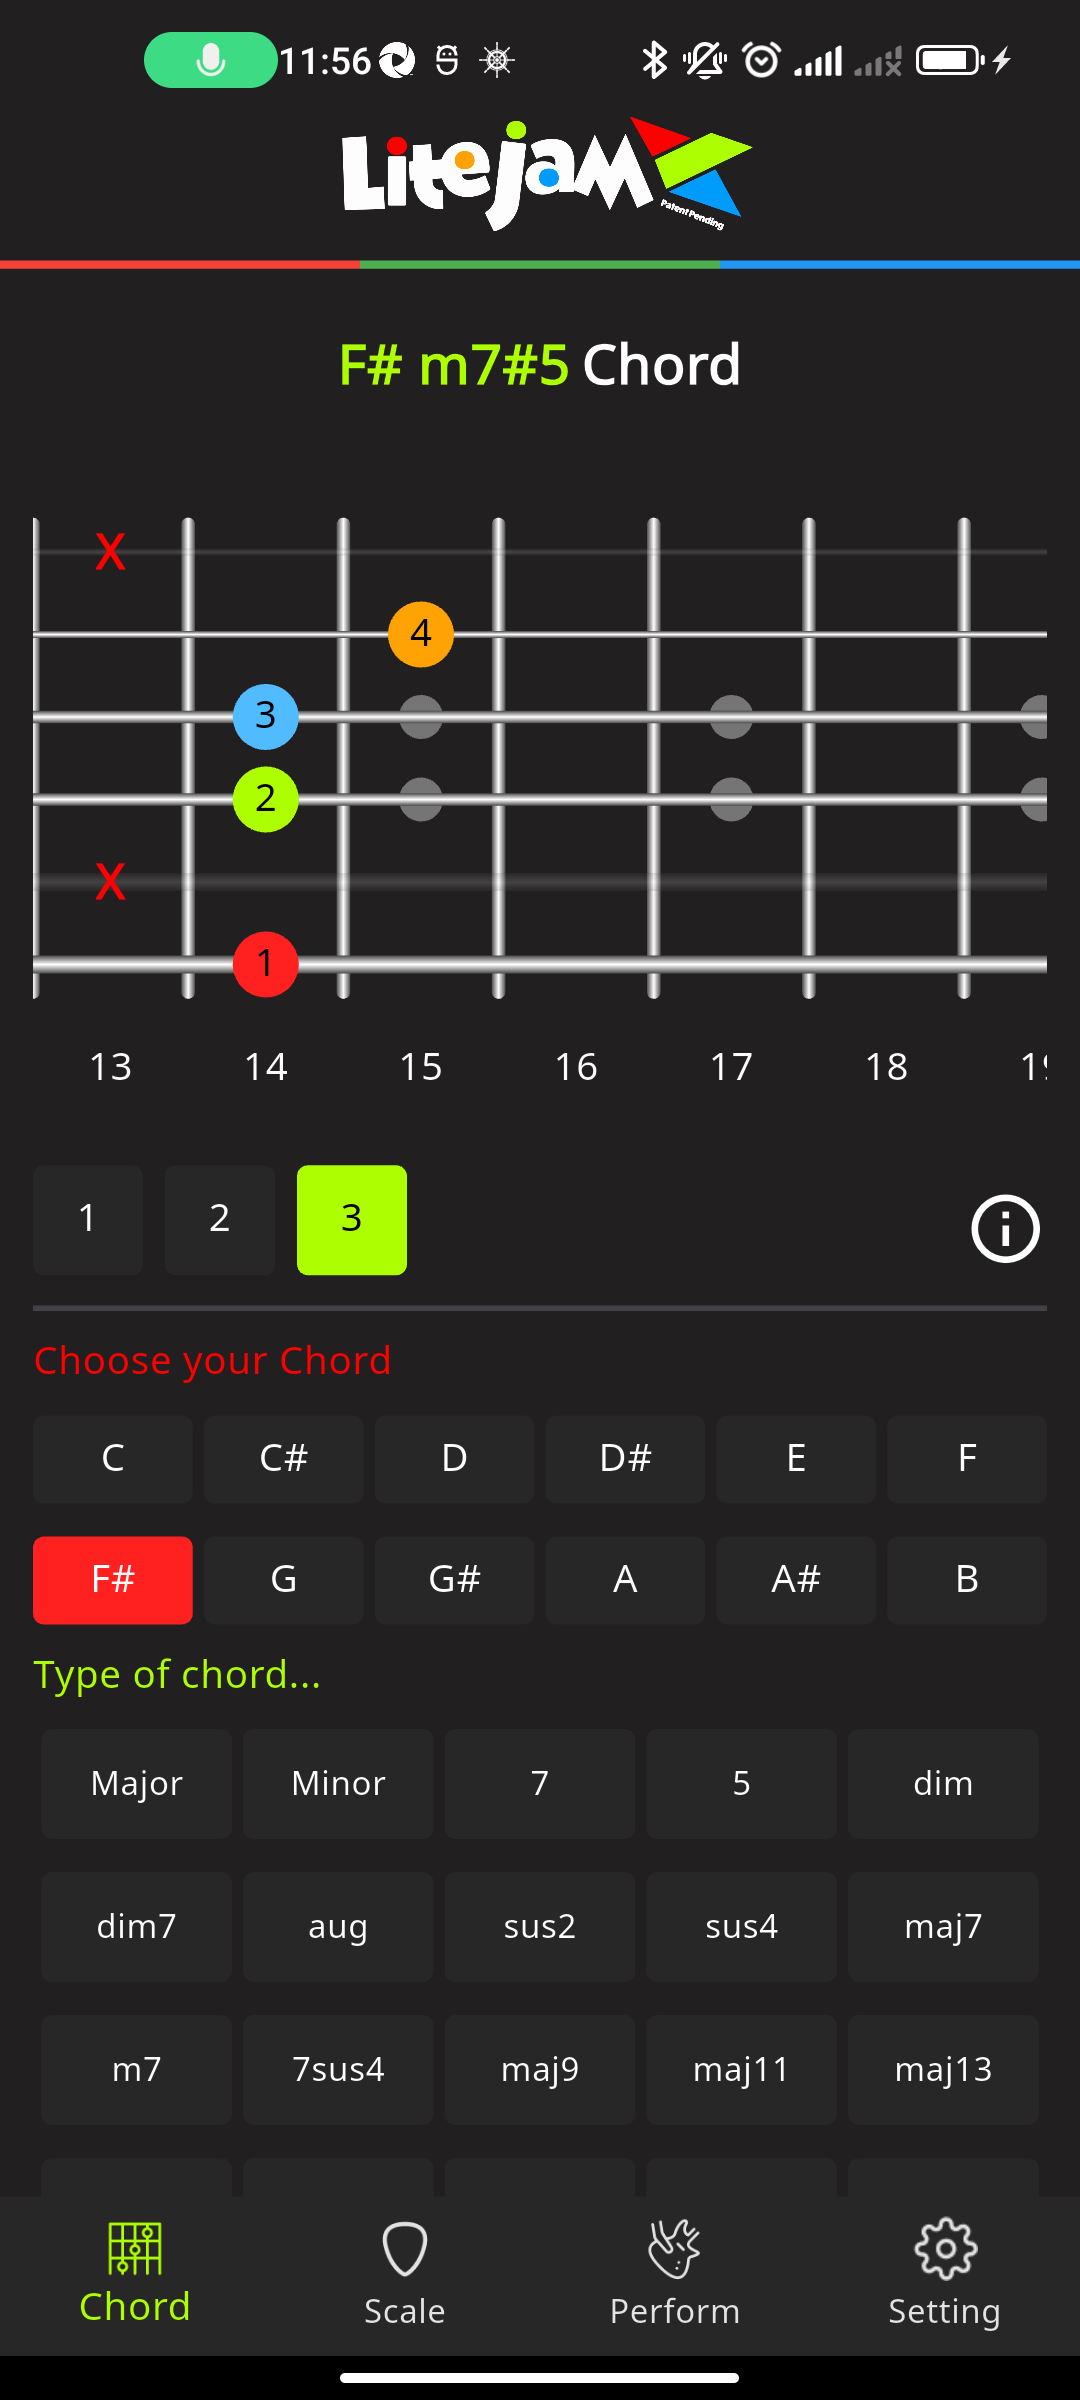 11:56
Litejam
Patent Pending
F# m7#5 Chord
X
4
3
2
X
1
13 14 15 16 17 18 19
1 2 3
Choose your Chord
C C# D D# E F
F# G G# A A# B
Type of chord...
Major Minor 7 5 dim
dim7 aug sus2 sus4 maj7
m7 7sus4 maj9 maj11 maj13
Chord Scale Perform Setting